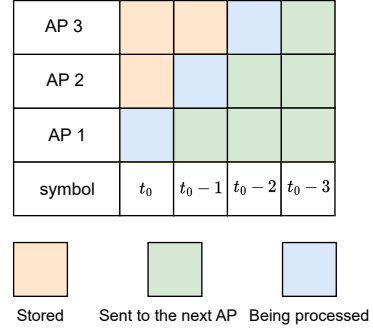 AP 3
AP 2
AP 1
symbol t₀ t₀ − 1 t₀ − 2 t₀ − 3
Stored Sent to the next AP Being processed